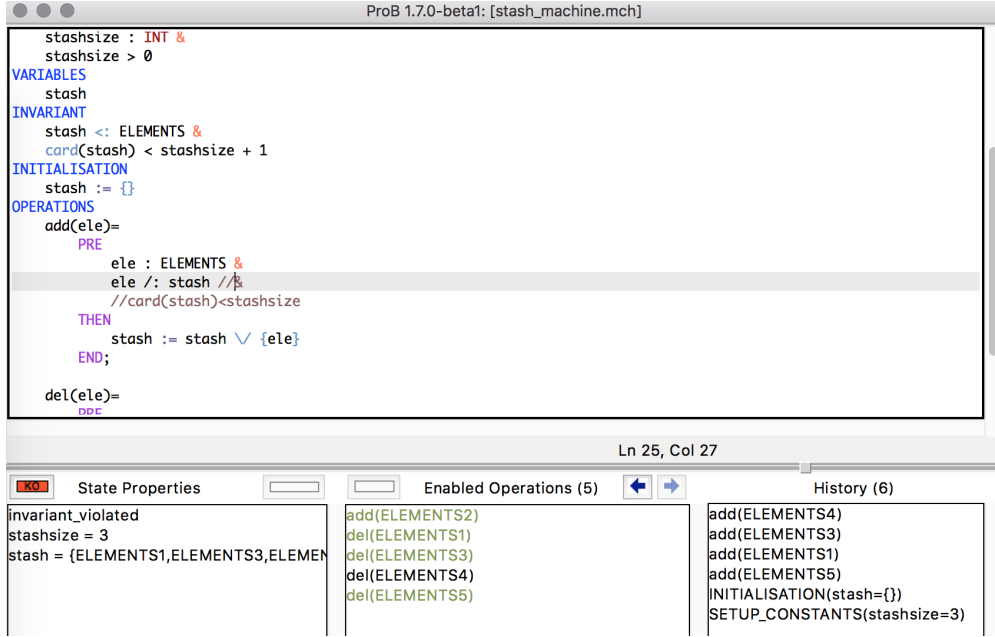 ProB 1.7.0-beta1: [stash_machine.mch]
stashsize : INT &
stashsize > 0
VARIABLES
stash
INVARIANT
stash <: ELEMENTS &
card(stash) < stashsize + 1
INITIALISATION
stash := {}
OPERATIONS
add(ele)=
PRE
ele : ELEMENTS &
ele /: stash //&
//card(stash)<stashsize
THEN
stash := stash \/ {ele}
END;
del(ele)=
PRE
Ln 25, Col 27
KO
State Properties
invariant_violated
stashsize = 3
stash = {ELEMENTS1,ELEMENTS3,ELEMEN
Enabled Operations (5)
add(ELEMENTS2)
del(ELEMENTS1)
del(ELEMENTS3)
del(ELEMENTS4)
del(ELEMENTS5)
History (6)
add(ELEMENTS4)
add(ELEMENTS3)
add(ELEMENTS1)
add(ELEMENTS5)
INITIALISATION(stash={})
SETUP_CONSTANTS(stashsize=3)